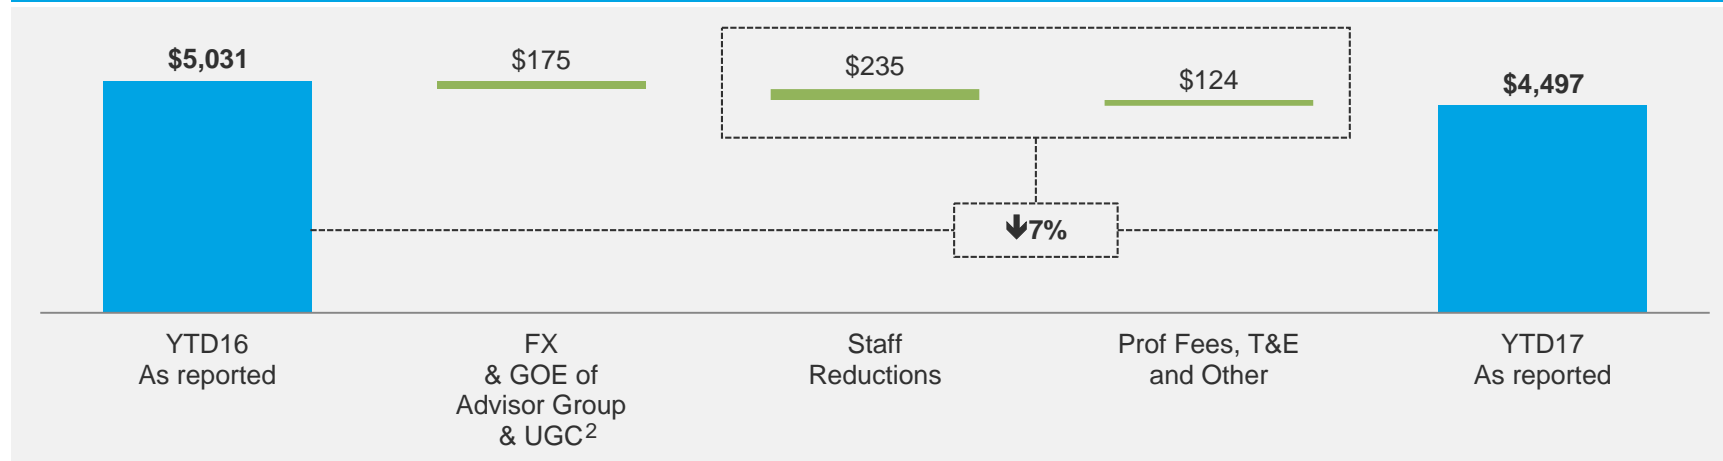 $5,031
$175
$235
$124
$4,497
🡻7%
YTD16
As reported
FX
& GOE of
Advisor Group
& UGC2
Staff
Reductions
Prof Fees, T&E
and Other
YTD17
As reported